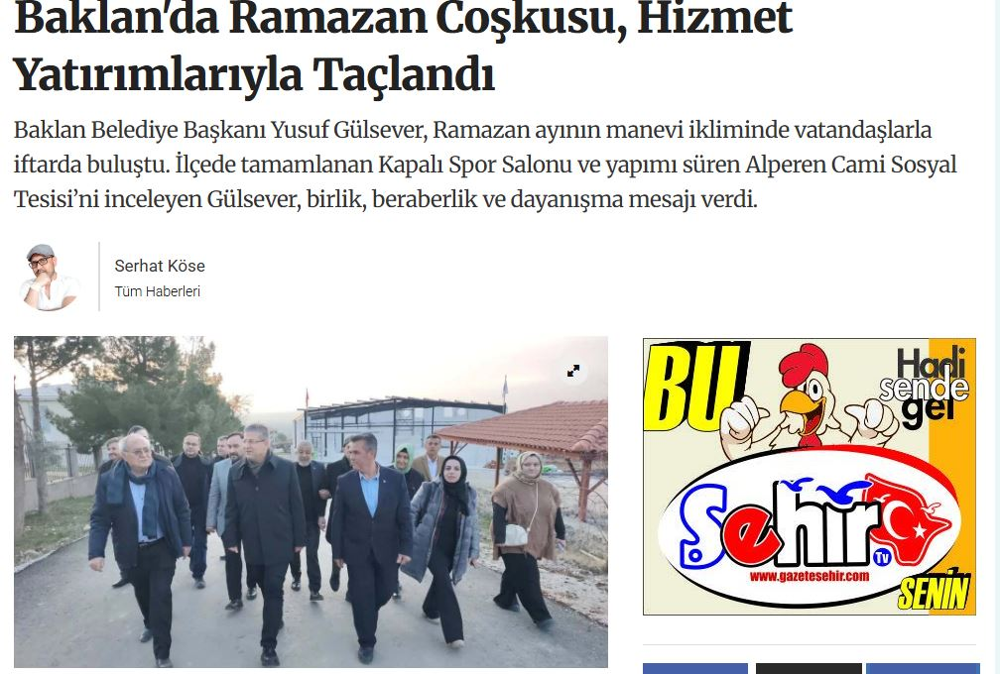 Baklan'da Ramazan Coşkusu, Hizmet
Yatırımlarıyla Taçlandı
Baklan Belediye Başkanı Yusuf Gülsever, Ramazan ayının manevi ikliminde vatandaşlarla
iftarda buluştu. İlçede tamamlanan Kapalı Spor Salonu ve yapımı süren Alperen Cami Sosyal
Tesisi’ni inceleyen Gülsever, birlik, beraberlik ve dayanışma mesajı verdi.
Serhat Köse
Tüm Haberleri
BU
Hadi
sende
gel
Sehir
Tv
www.gazetesehir.com
SENİN